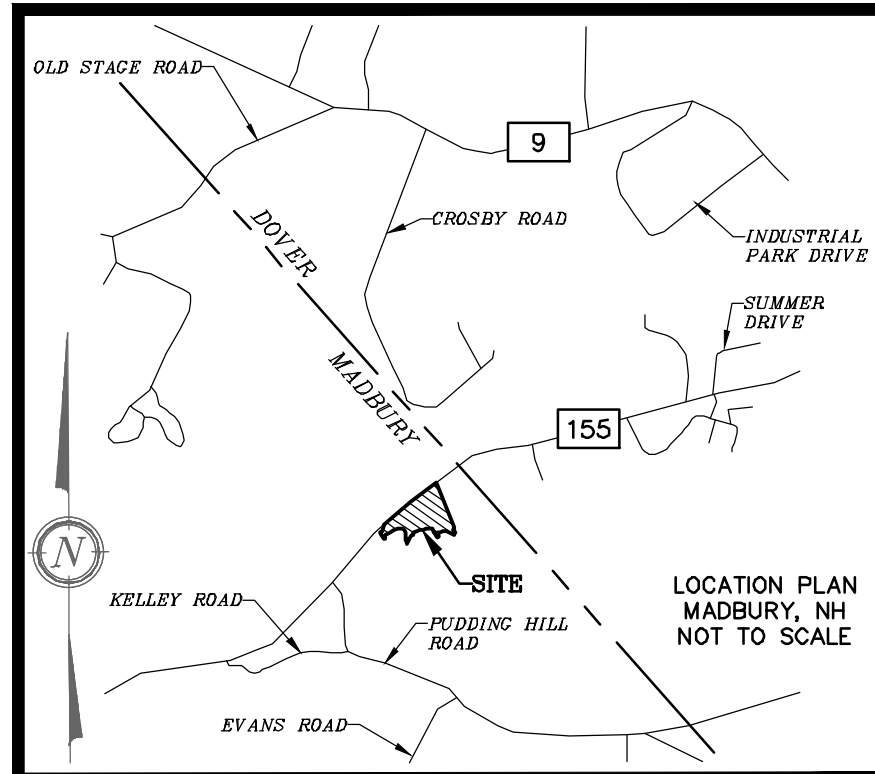 OLD STAGE ROAD
9
DOVER
CROSBY ROAD
INDUSTRIAL
PARK DRIVE
SUMMER
DRIVE
MADBURY
155
N
SITE
KELLEY ROAD
PUDDING HILL
ROAD
EVANS ROAD
LOCATION PLAN
MADBURY, NH
NOT TO SCALE